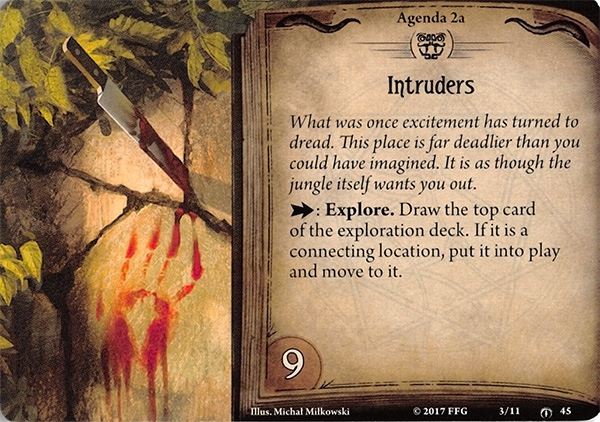 Agenda 2a
Intruders
What was once excitement has turned to
dread. This place is far deadlier than you
could have imagined. It is as though the
jungle itself wants you out.
: Explore. Draw the top card
of the exploration deck. If it is a
connecting location, put it into play
and move to it.
9
Illus. Michal Milkowski © 2017 FFG 3/11 45